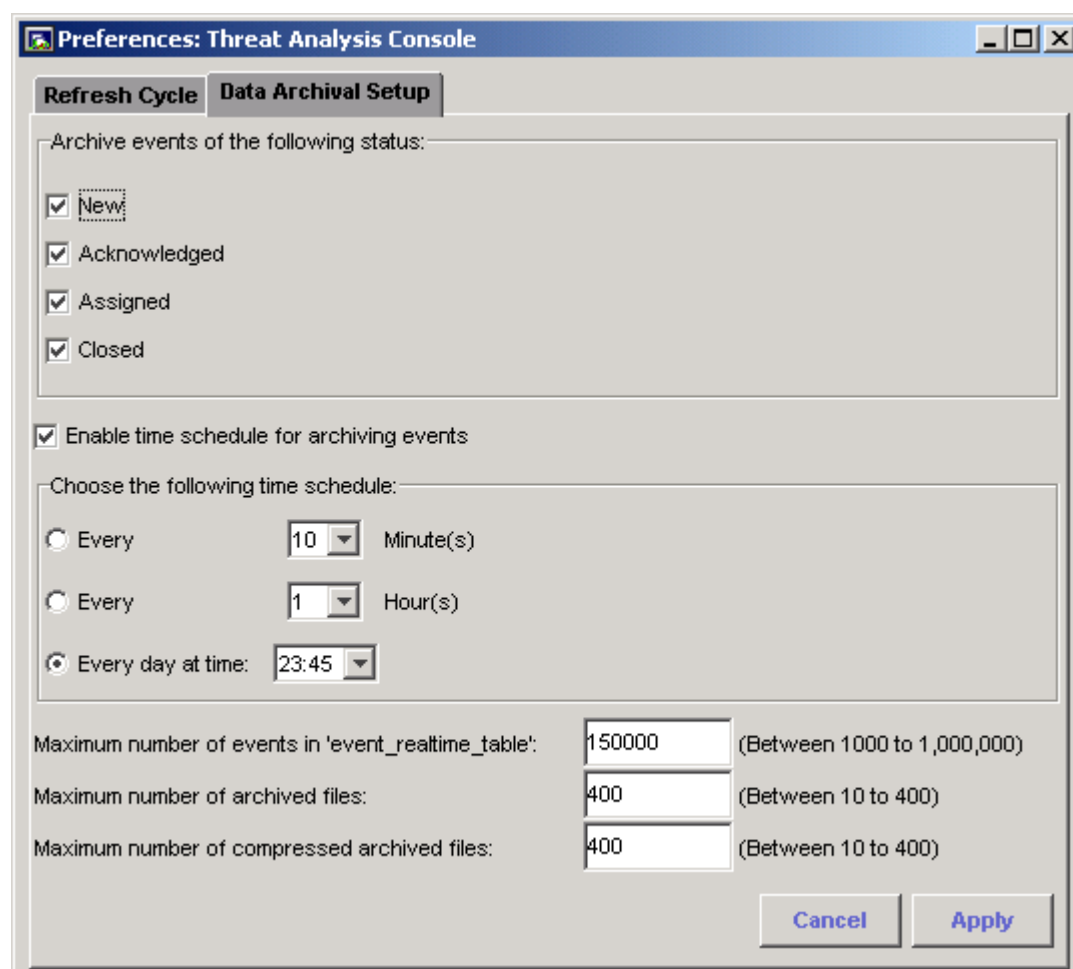 Preferences: Threat Analysis Console
Refresh Cycle Data Archival Setup
Archive events of the following status:
New
Acknowledged
Assigned
Closed
Enable time schedule for archiving events
Choose the following time schedule:
Every 10 Minute(s)
Every 1 Hour(s)
Every day at time: 23:45
Maximum number of events in 'event_realtime_table': 150000 (Between 1000 to 1,000,000)
Maximum number of archived files: 400 (Between 10 to 400)
Maximum number of compressed archived files: 400 (Between 10 to 400)
Cancel Apply